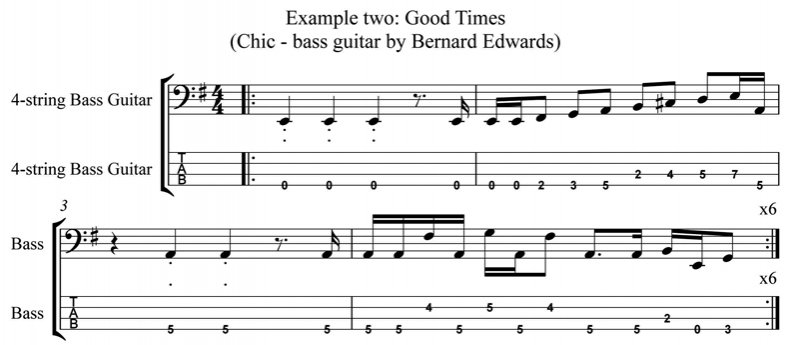 Example two: Good Times
(Chic - bass guitar by Bernard Edwards)
4-string Bass Guitar
4
4
4-string Bass Guitar
T
A
B
0 0 0 0 0 0 2 3 5 2 4 5 7 5
3
x6
Bass
x6
Bass
T
A
B
5 5 5 5 5 4 5 5 5 4 5 5 2 0 3